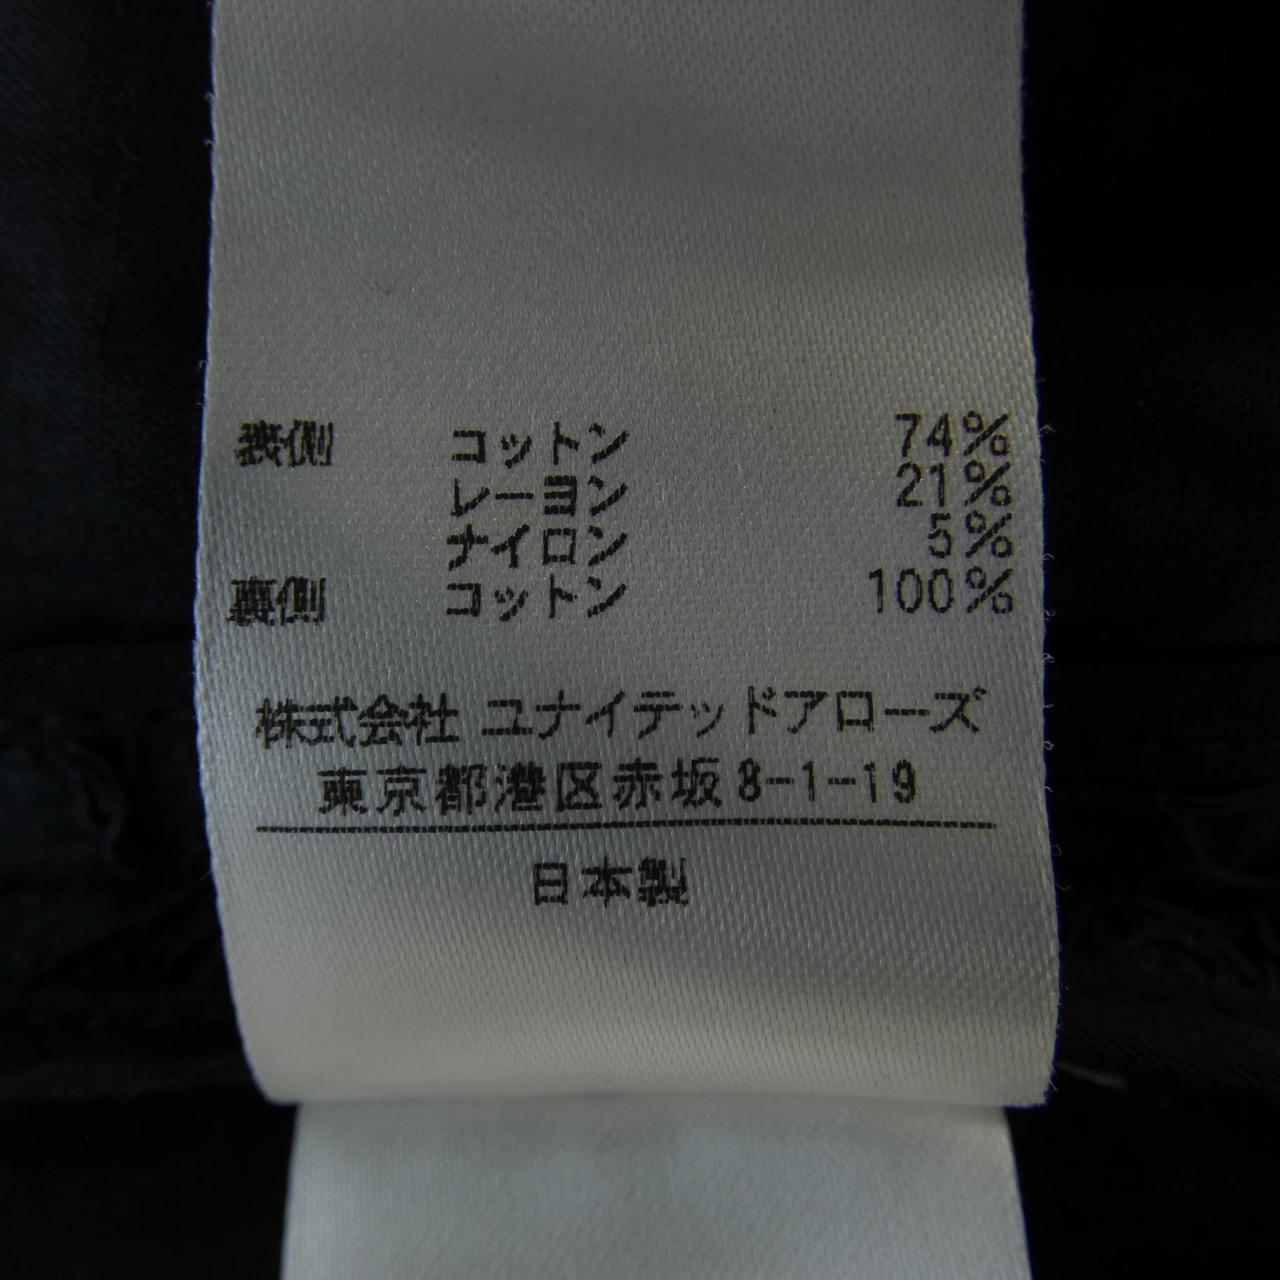 表側 コットン 74%
レーヨン 21%
ナイロン 5%
裏側 コットン 100%
株式会社 ユナイテッドアローズ
東京都港区赤坂8-1-19
日本製